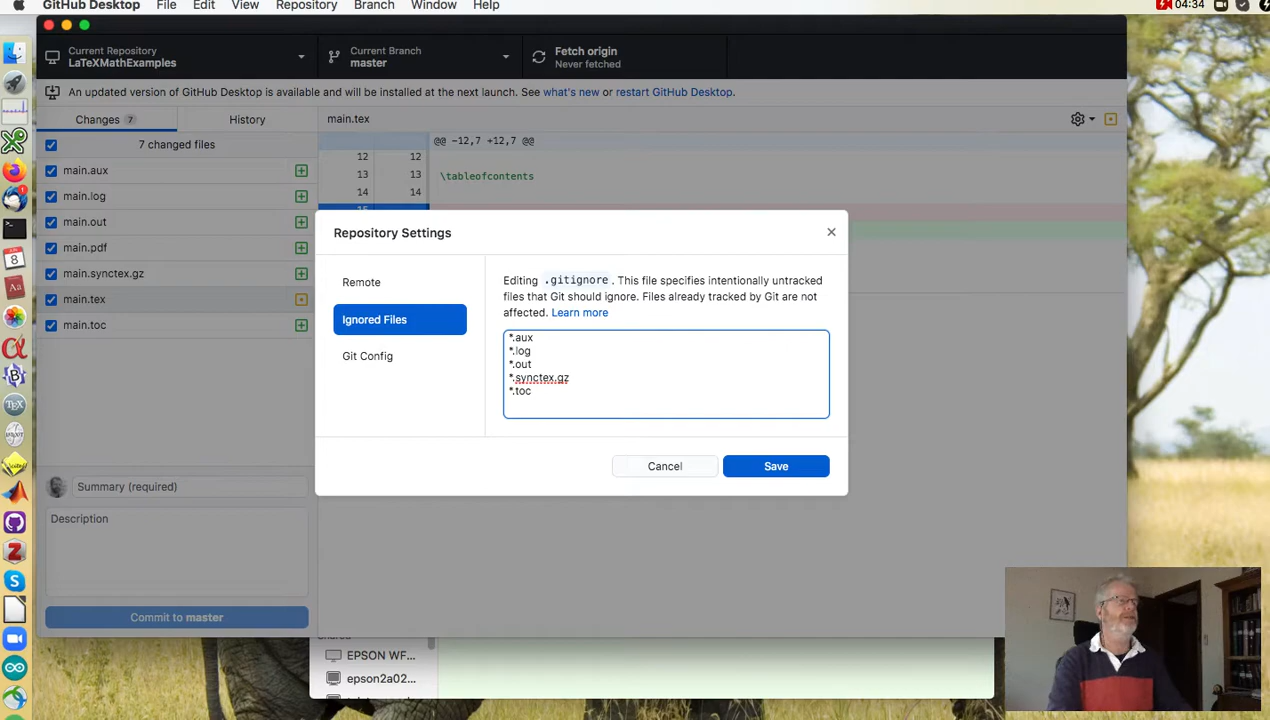 GitHub Desktop File Edit View Repository Branch Window Help 04:34
Current Repository
LaTeXMathExamples
Current Branch
master
Fetch origin
Never fetched
An updated version of GitHub Desktop is available and will be installed at the next launch. See what's new or restart GitHub Desktop.
Changes 7
History
main.tex
7 changed files
@@ -12,7 +12,7 @@
main.aux
12 12
13 13 \tableofcontents
14 14
15
main.log
main.out
main.pdf
main.synctex.gz
main.tex
main.toc
Repository Settings
Remote
Ignored Files
Git Config
Editing .gitignore. This file specifies intentionally untracked
files that Git should ignore. Files already tracked by Git are not
affected. Learn more
*.aux
*.log
*.out
*.synctex.gz
*.toc
Cancel
Save
Summary (required)
Description
Commit to master
EPSON WF...
epson2a02...
JUN
8